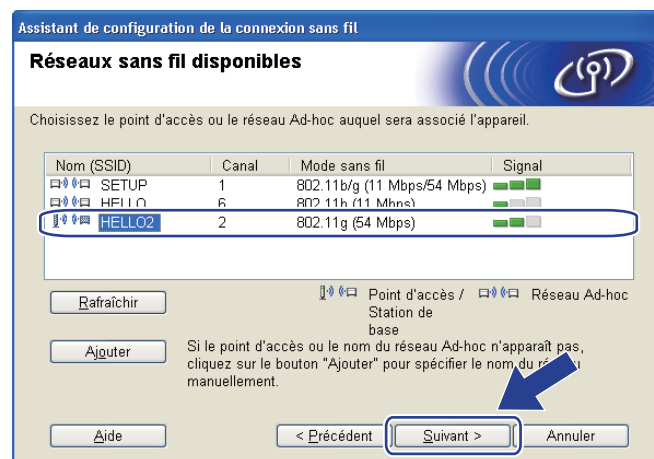 Assistant de configuration de la connexion sans fil
Réseaux sans fil disponibles
Choisissez le point d'accès ou le réseau Ad-hoc auquel sera associé l'appareil.
Nom (SSID) Canal Mode sans fil Signal
SETUP 1 802.11b/g (11 Mbps/54 Mbps)
HELLO 6 802.11b (11 Mbps)
HELLO2 2 802.11g (54 Mbps)
Rafraîchir
Point d'accès / Réseau Ad-hoc
Station de
base
Ajouter
Si le point d'accès ou le nom du réseau Ad-hoc n'apparaît pas,
cliquez sur le bouton "Ajouter" pour spécifier le nom du réseau
manuellement.
Aide < Précédent Suivant > Annuler